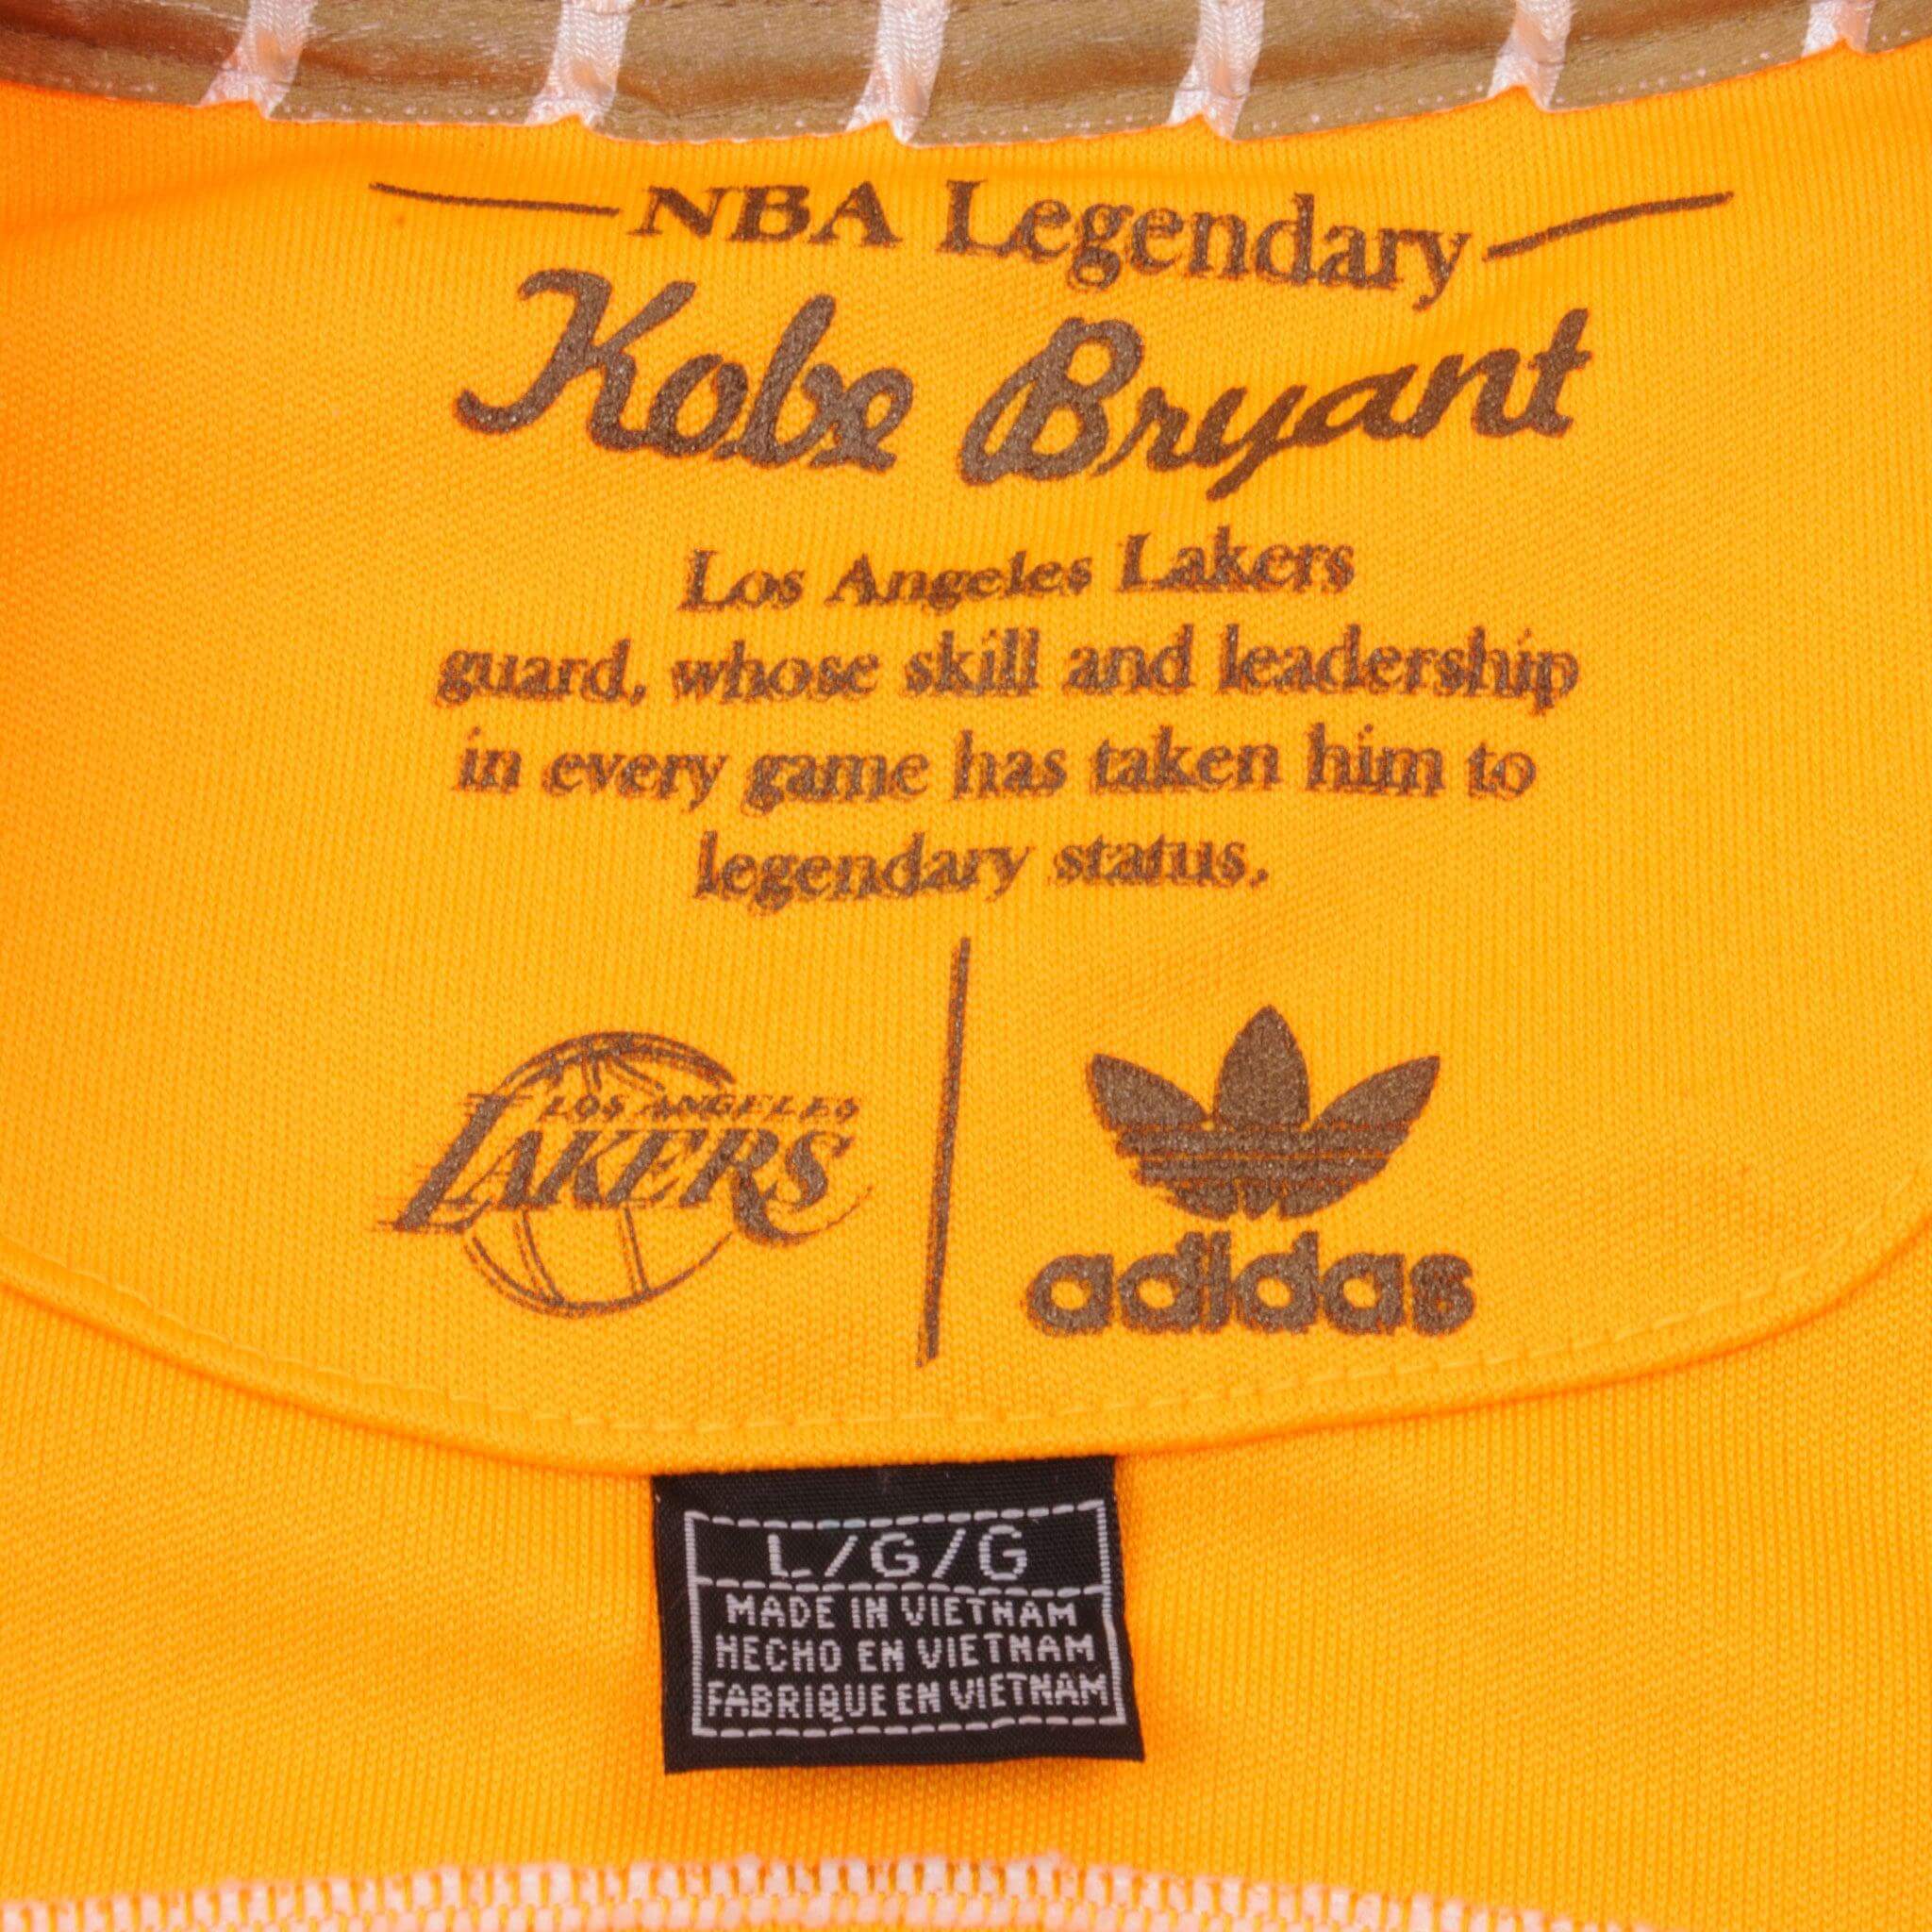 NBA Legendary
Kobe Bryant
Los Angeles Lakers
guard, whose skill and leadership
in every game has taken him to
legendary status.
LOS ANGELES
LAKERS
adidas
L/G/G
MADE IN VIETNAM
HECHO EN VIETNAM
FABRIQUE EN VIETNAM